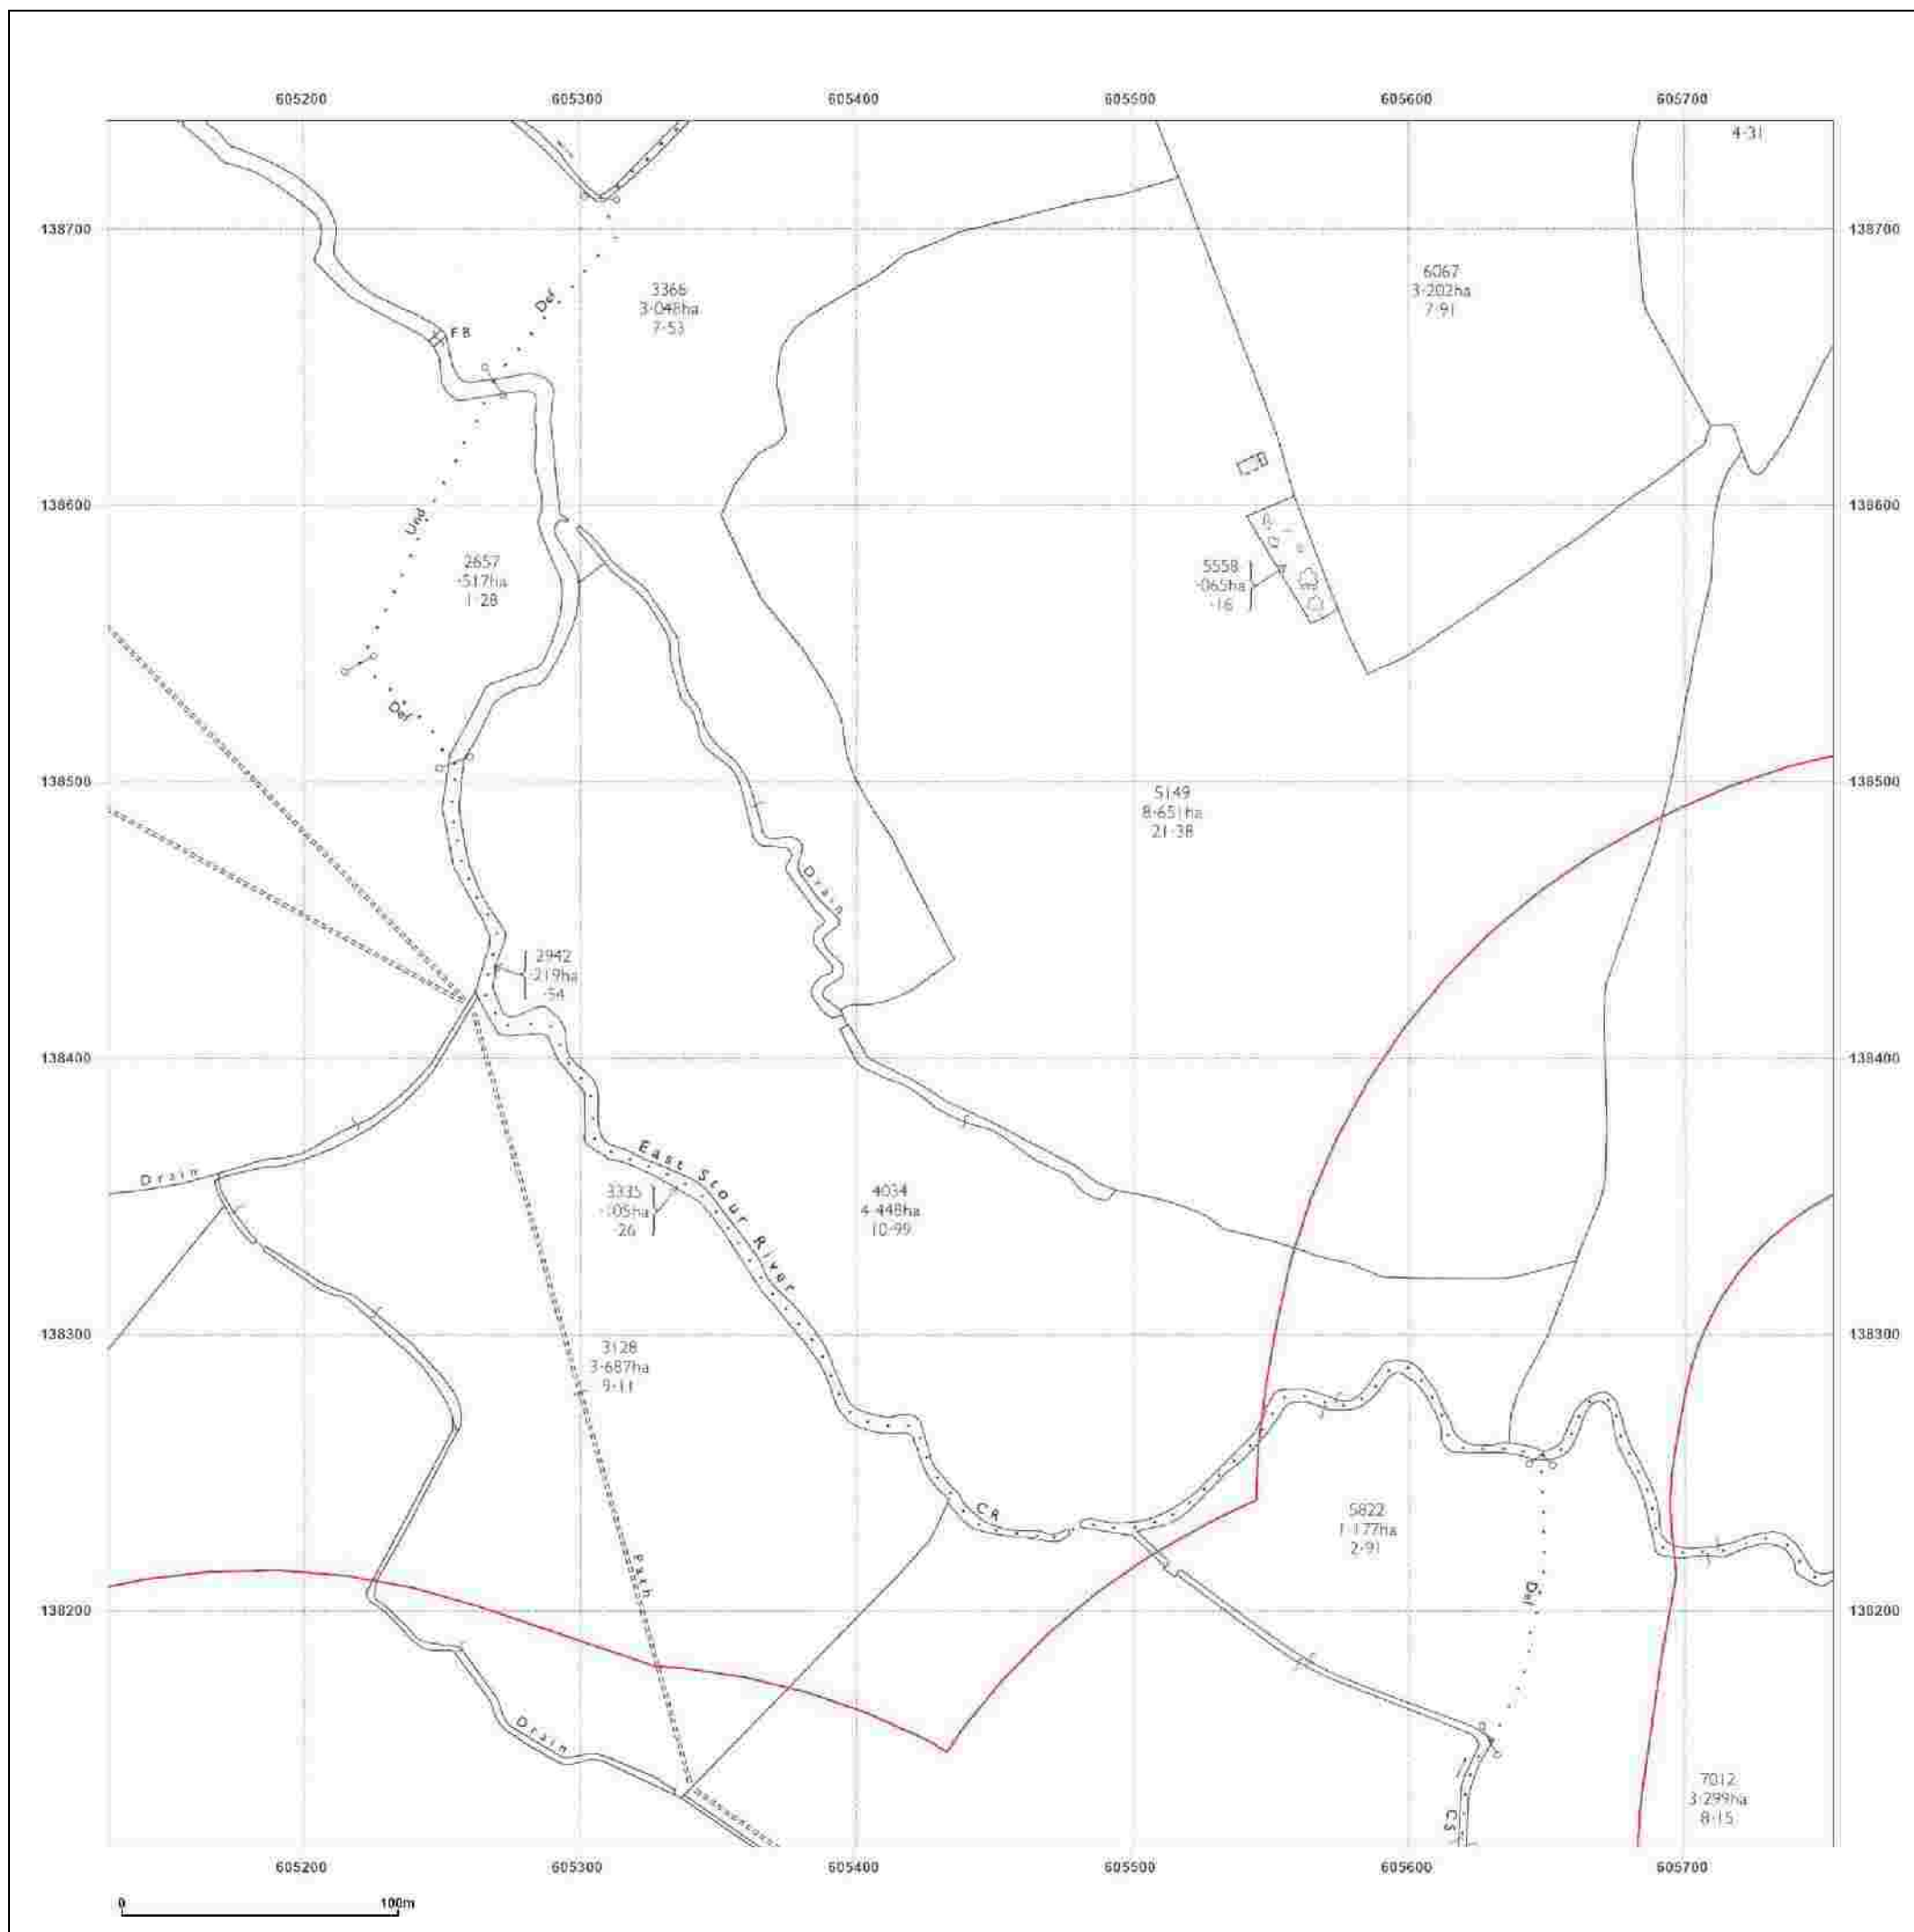 605200 605300 605400 605500 605600 605700
4·31
138700 138700
6067
3·202ha
7·91
3366
3·048ha
7·53
Def
FB
138600 138600
Und
2657
·517ha
1·28
5558
·065ha
·16
Def
138500 138500
5149
8·651ha
21·38
Drain
2942
·219ha
·54
138400 138400
East Stour River
Drain
3335
·105ha
·26
4034
4·448ha
10·99
138300 138300
3128
3·687ha
9·11
CR
5822
1·177ha
2·91
Path
Def
138200 138200
Drain
7012
3·299ha
8·15
CS
605200 605300 605400 605500 605600 605700
0 100m